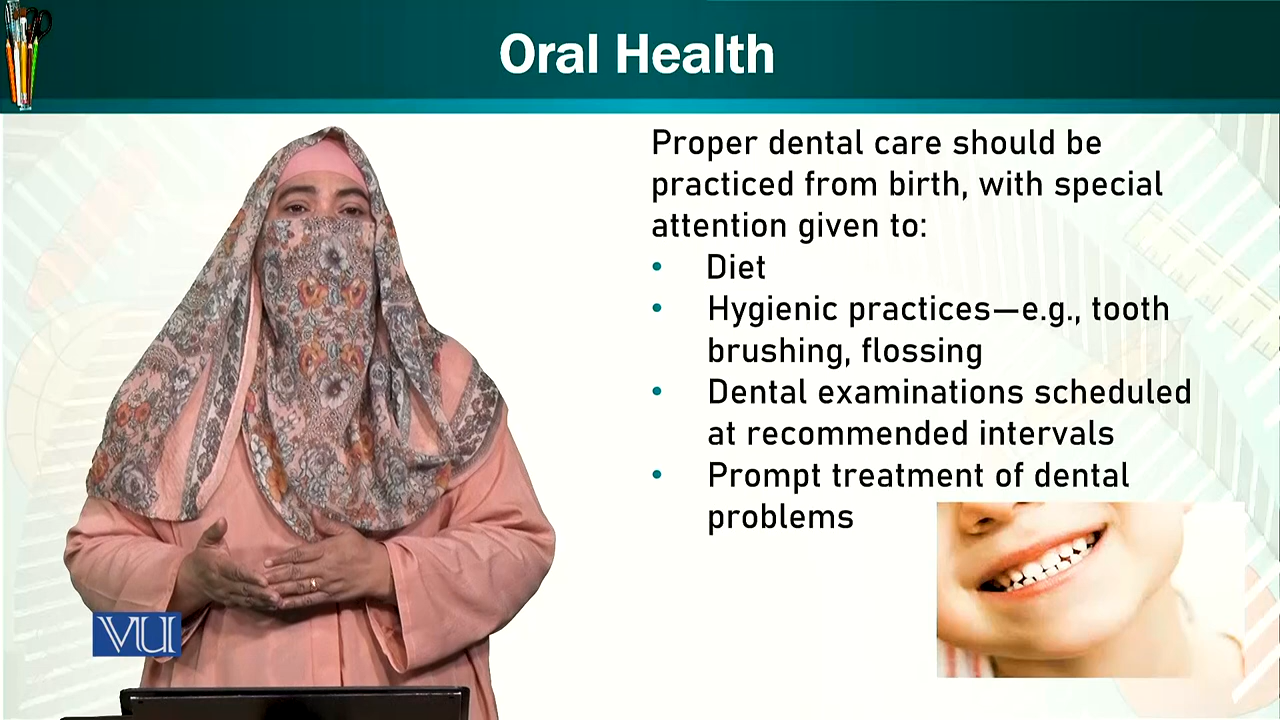 Oral Health
Proper dental care should be
practiced from birth, with special
attention given to:
• Diet
• Hygienic practices—e.g., tooth
brushing, flossing
• Dental examinations scheduled
at recommended intervals
• Prompt treatment of dental
problems
VU